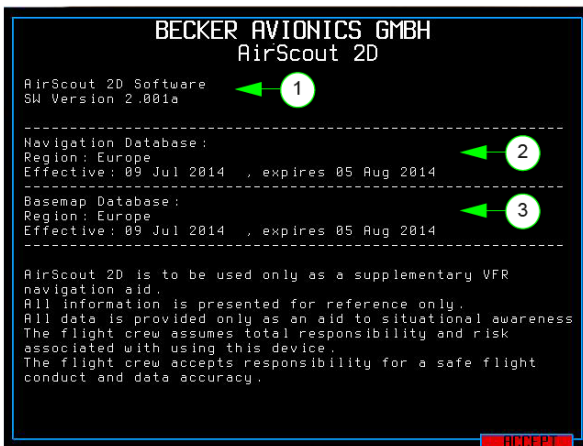 BECKER AVIONICS GMBH
AirScout 2D
AirScout 2D Software
SW Version 2.001a
1
Navigation Database:
Region: Europe
Effective: 09 Jul 2014 , expires 05 Aug 2014
2
Basemap Database:
Region: Europe
Effective: 09 Jul 2014 , expires 05 Aug 2014
3
AirScout 2D is to be used only as a supplementary VFR
navigation aid.
All information is presented for reference only.
All data is provided only as an aid to situational awareness
The flight crew assumes total responsibility and risk
associated with using this device.
The flight crew accepts responsibility for a safe flight
conduct and data accuracy.
ACCEPT